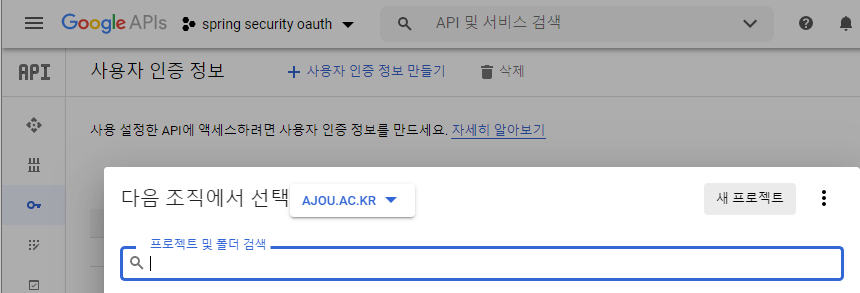 Google APIs spring security oauth API 및 서비스 검색
API 사용자 인증 정보 + 사용자 인증 정보 만들기 삭제
사용 설정한 API에 액세스하려면 사용자 인증 정보를 만드세요. 자세히 알아보기
다음 조직에서 선택 AJOU.AC.KR 새 프로젝트
프로젝트 및 폴더 검색